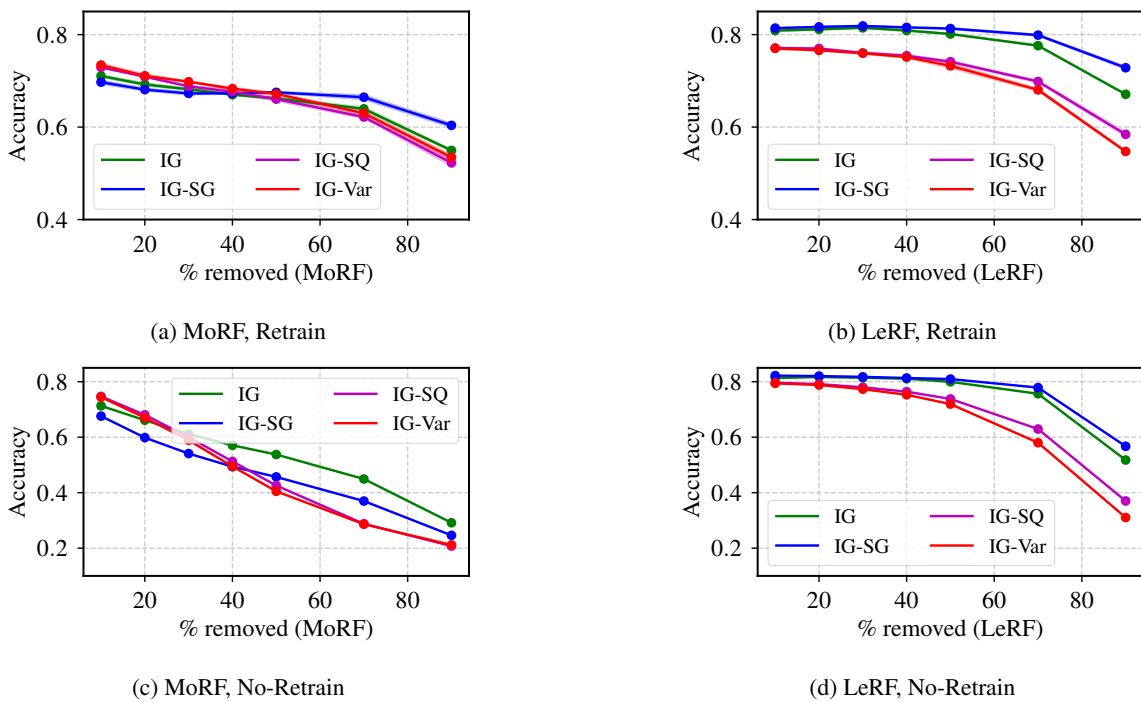 0.8
0.6
0.4
Accuracy
IG
IG-SG
IG-SQ
IG-Var
20 40 60 80
% removed (MoRF)
(a) MoRF, Retrain
0.8
0.6
0.4
Accuracy
IG
IG-SG
IG-SQ
IG-Var
20 40 60 80
% removed (LeRF)
(b) LeRF, Retrain
0.8
0.6
0.4
0.2
Accuracy
IG
IG-SG
IG-SQ
IG-Var
20 40 60 80
% removed (MoRF)
(c) MoRF, No-Retrain
0.8
0.6
0.4
0.2
Accuracy
IG
IG-SG
IG-SQ
IG-Var
20 40 60 80
% removed (LeRF)
(d) LeRF, No-Retrain